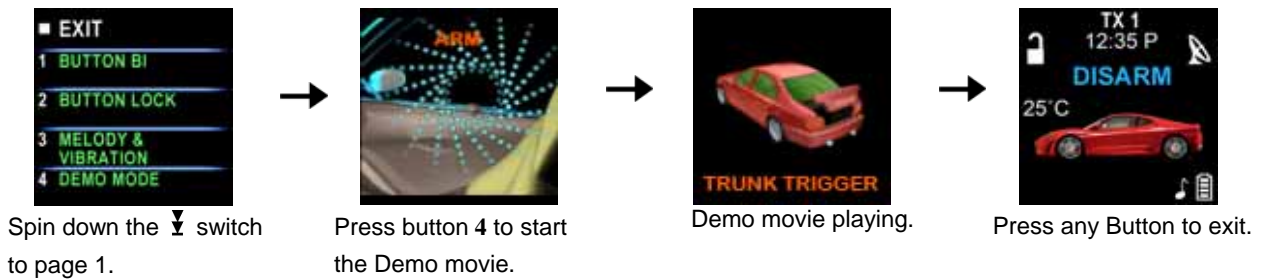 EXIT
1 BUTTON BI
2 BUTTON LOCK
3 MELODY &
VIBRATION
4 DEMO MODE
Spin down the switch
to page 1.
ARM
Press button 4 to start
the Demo movie.
TRUNK TRIGGER
Demo movie playing.
TX 1
12:35 P
DISARM
25°C
Press any Button to exit.